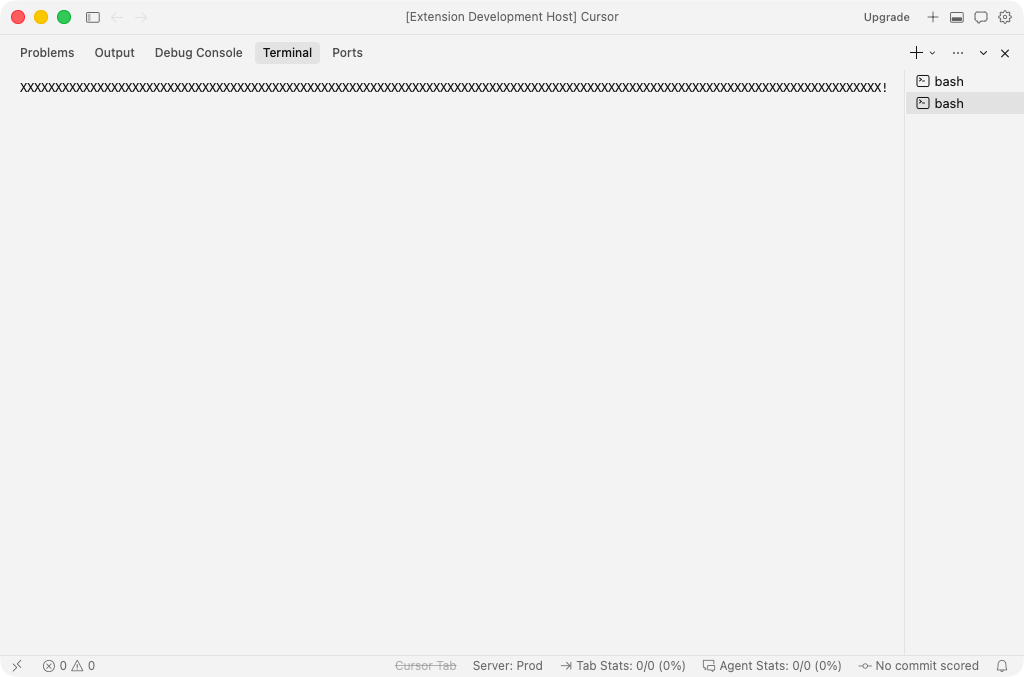 [Extension Development Host] Cursor
Upgrade
Problems Output Debug Console Terminal Ports
XXXXXXXXXXXXXXXXXXXXXXXXXXXXXXXXXXXXXXXXXXXXXXXXXXXXXXXXXXXXXXXXXXXXXXXXXXXXXXXXXXXXXXXXXXXXXXXXXXXXXXXXXXXXXXXXXXXXXXXXXXX!
bash
bash
0 0 Cursor Tab Server: Prod Tab Stats: 0/0 (0%) Agent Stats: 0/0 (0%) No commit scored